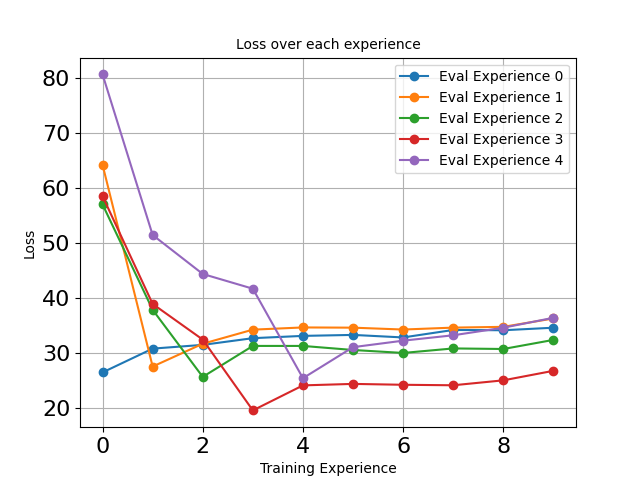 Loss over each experience
Eval Experience 0
Eval Experience 1
Eval Experience 2
Eval Experience 3
Eval Experience 4
80
70
60
50
40
30
20
Loss
0 2 4 6 8
Training Experience